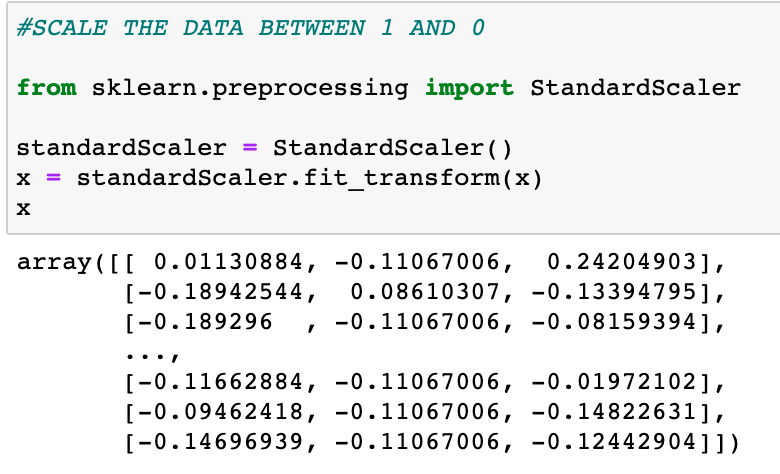 #SCALE THE DATA BETWEEN 1 AND 0
from sklearn.preprocessing import StandardScaler
standardScaler = StandardScaler()
x = standardScaler.fit_transform(x)
x
array([[ 0.01130884, -0.11067006,  0.24204903],
       [-0.18942544,  0.08610307, -0.13394795],
       [-0.189296  , -0.11067006, -0.08159394],
       ...,
       [-0.11662884, -0.11067006, -0.01972102],
       [-0.09462418, -0.11067006, -0.14822631],
       [-0.14696939, -0.11067006, -0.12442904]])